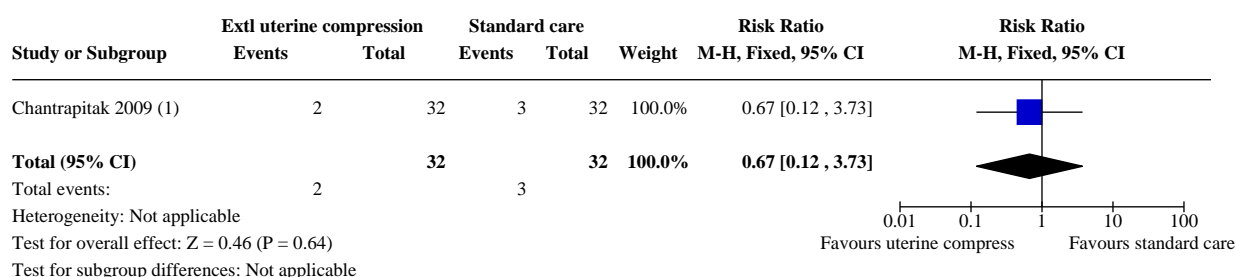 Extl uterine compression Standard care Risk Ratio Risk Ratio
Study or Subgroup Events Total Events Total Weight M-H, Fixed, 95% CI M-H, Fixed, 95% CI
Chantrapitak 2009 (1) 2 32 3 32 100.0% 0.67 [0.12 , 3.73]
Total (95% CI) 32 32 100.0% 0.67 [0.12 , 3.73]
Total events: 2 3
Heterogeneity: Not applicable
0.01 0.1 1 10 100
Test for overall effect: Z = 0.46 (P = 0.64) Favours uterine compress Favours standard care
Test for subgroup differences: Not applicable